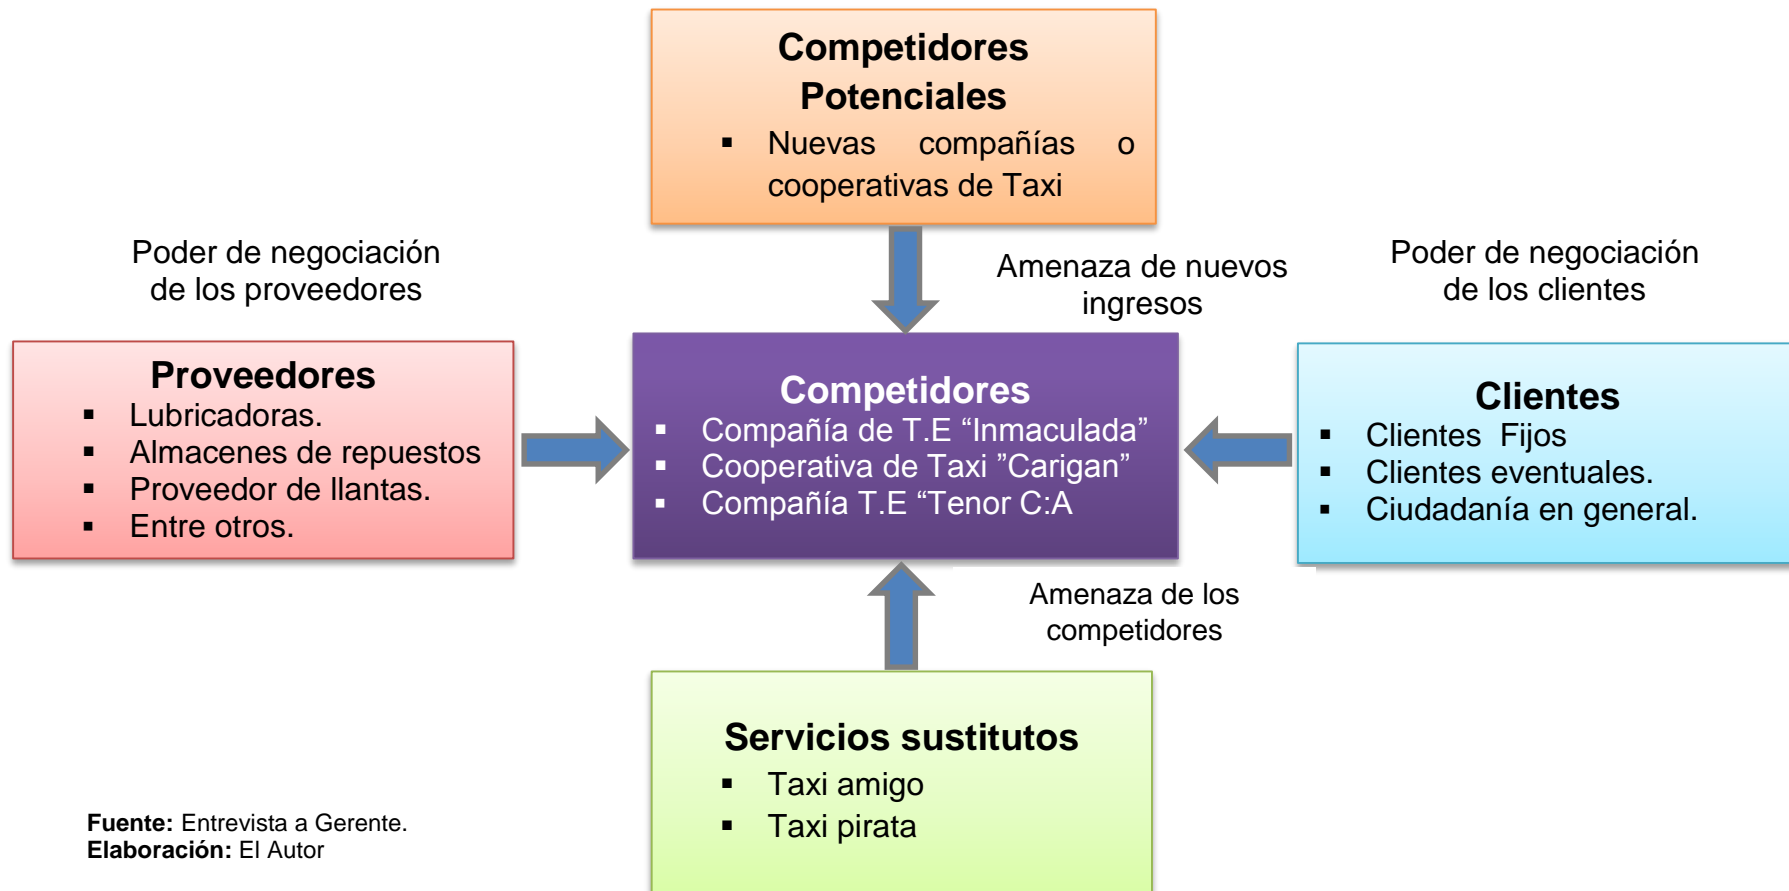 Competidores
Potenciales
▪ Nuevas compañías o
cooperativas de Taxi
Poder de negociación
de los proveedores
Amenaza de nuevos
ingresos
Poder de negociación
de los clientes
Proveedores
▪ Lubricadoras.
▪ Almacenes de repuestos
▪ Proveedor de llantas.
▪ Entre otros.
Competidores
▪ Compañía de T.E “Inmaculada”
▪ Cooperativa de Taxi ”Carigan”
▪ Compañía T.E “Tenor C:A
Clientes
▪ Clientes Fijos
▪ Clientes eventuales.
▪ Ciudadanía en general.
Amenaza de los
competidores
Servicios sustitutos
▪ Taxi amigo
▪ Taxi pirata
Fuente: Entrevista a Gerente.
Elaboración: El Autor